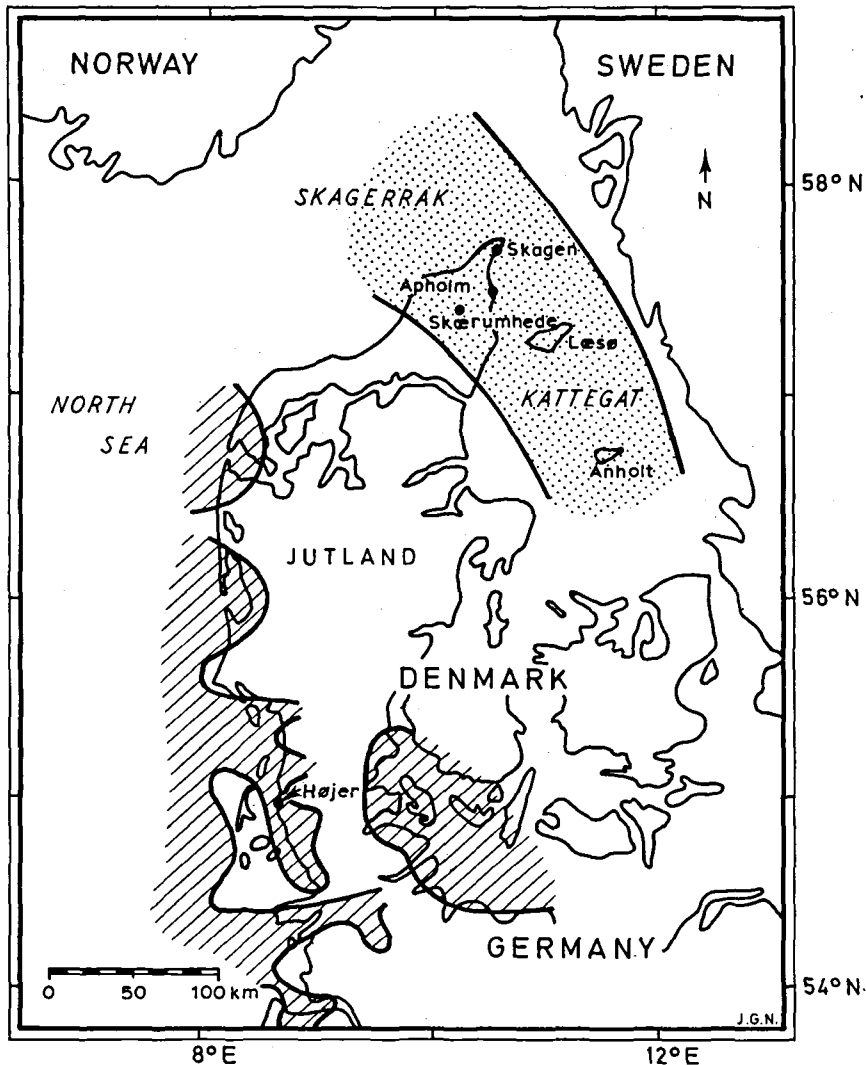 NORWAY
SWEDEN
58°N
N
SKAGERRAK
Skagen
Apholm
Skærumhede
Læsø
NORTH
SEA
KATTEGAT
Anholt
JUTLAND
56°N
DENMARK
Højer
GERMANY
0 50 100 km
54°N
J.G.N.
8°E
12°E